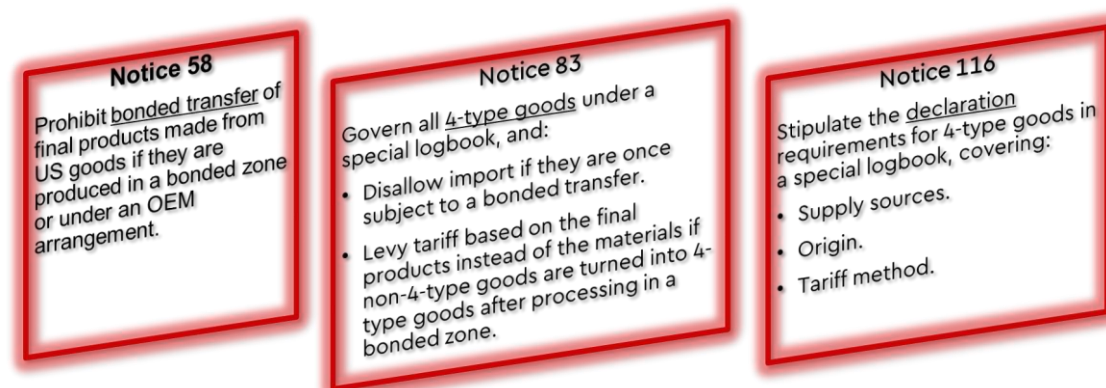 Notice 58
Prohibit bonded transfer of
final products made from
US goods if they are
produced in a bonded zone
or under an OEM
arrangement.
Notice 83
Govern all 4-type goods under a
special logbook, and:
• Disallow import if they are once
subject to a bonded transfer.
• Levy tariff based on the final
products instead of the materials if
non-4-type goods are turned into 4-
type goods after processing in a
bonded zone.
Notice 116
Stipulate the declaration
requirements for 4-type goods in
a special logbook, covering:
• Supply sources.
• Origin.
• Tariff method.